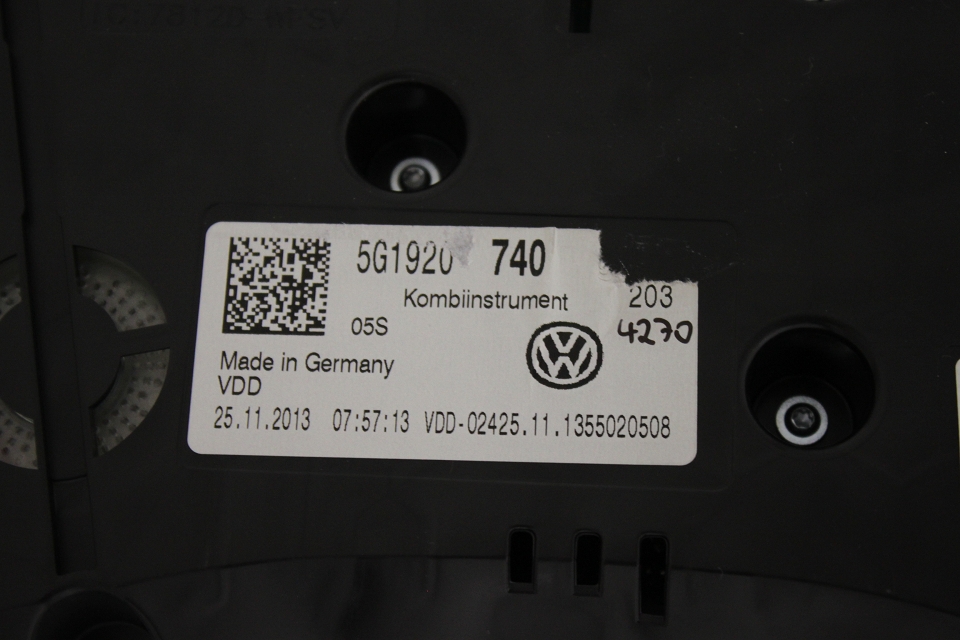 5G1920 740
Kombiinstrument 203
05S 4270
Made in Germany
VDD
25.11.2013 07:57:13 VDD-02425.11.1355020508